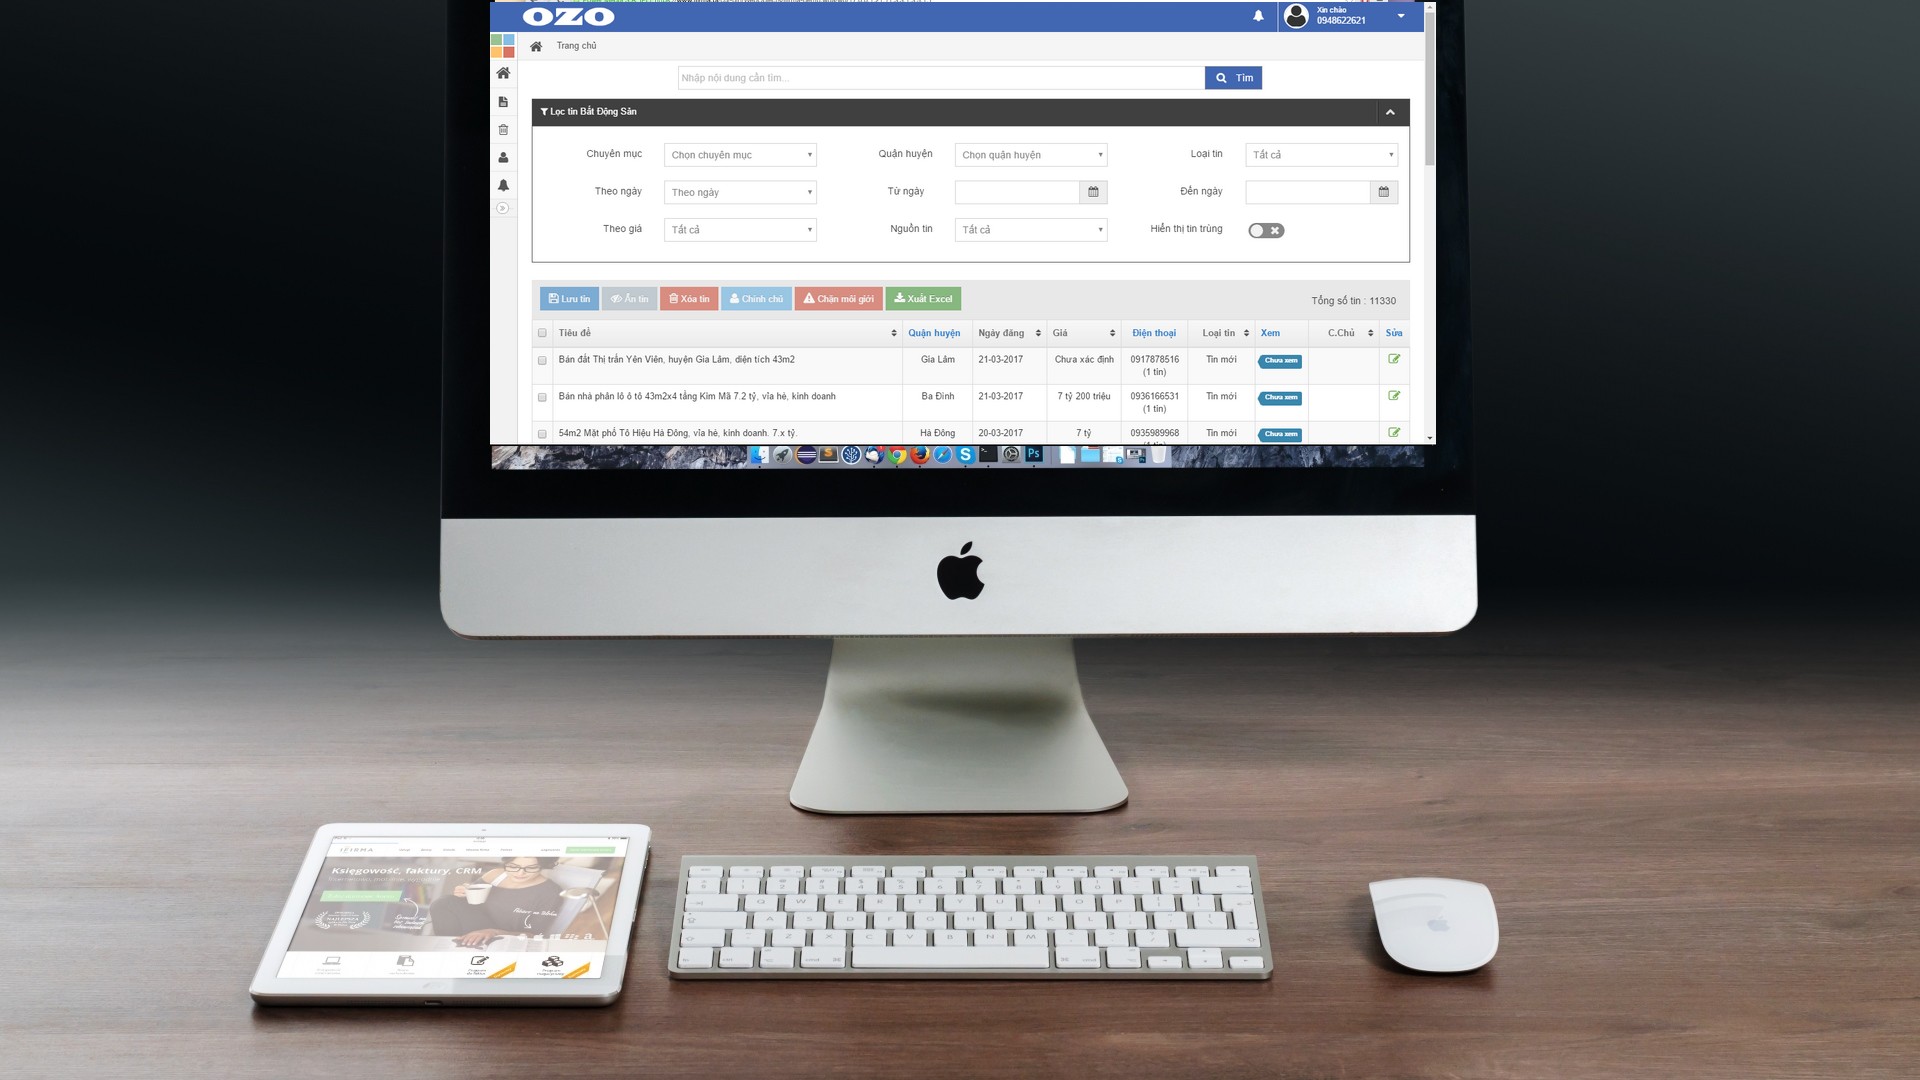 OZO
Xin chào
0948622621
Trang chủ
Nhập nội dung cần tìm...
Tìm
Lọc tin Bất Động Sản
Chuyên mục Chọn chuyên mục Quận huyện Chọn quận huyện Loại tin Tất cả
Theo ngày Theo ngày Từ ngày Đến ngày
Theo giá Tất cả Nguồn tin Tất cả Hiển thị tin trùng
Lưu tin Ẩn tin Xóa tin Chính chủ Chặn môi giới Xuất Excel Tổng số tin : 11330
Tiêu đề Quận huyện Ngày đăng Giá Điện thoại Loại tin Xem C.Chủ Sửa
Bán đất Thị trấn Yên Viên, huyện Gia Lâm, diện tích 43m2 Gia Lâm 21-03-2017 Chưa xác định 0917878516 Tin mới Chưa xem
(1 tin)
Bán nhà phân lô ô tô 43m2x4 tầng Kim Mã 7.2 tỷ, vỉa hè, kinh doanh Ba Đình 21-03-2017 7 tỷ 200 triệu 0936166531 Tin mới Chưa xem
(1 tin)
54m2 Mặt phố Tô Hiệu Hà Đông, vỉa hè, kinh doanh. 7.x tỷ. Hà Đông 20-03-2017 7 tỷ 0935989968 Tin mới Chưa xem
S Ps
IFIRMA
Księgowość, faktury, CRM
Q W E R T Y U I O P
A S D F G H J K L
Z X C V B N M